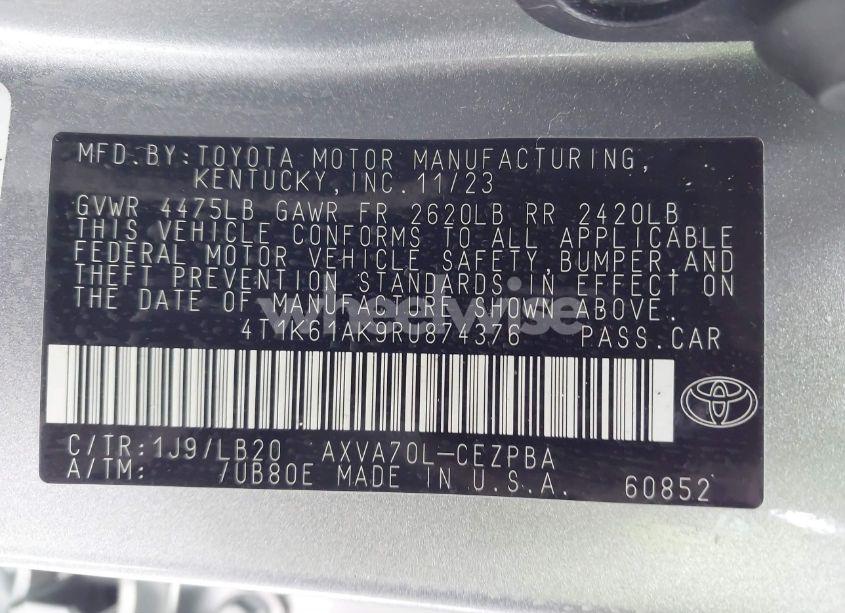 MFD.BY:TOYOTA MOTOR MANUFACTURING,
KENTUCKY,INC.11/23
GVWR 4475LB GAWR FR 2620LB RR 2420LB
THIS VEHICLE CONFORMS TO ALL APPLICABLE
FEDERAL MOTOR VEHICLE SAFETY,BUMPER,AND
THEFT PREVENTION STANDARDS IN EFFECT ON
THE DATE OF MANUFACTURE SHOWN ABOVE.
wheelwise
4T1K61AK9RU874376 PASS.CAR
C/TR:1J9/LB20 AXVA70L-CEZPBA
A/TM: /UB80E MADE IN U.S.A. 60852